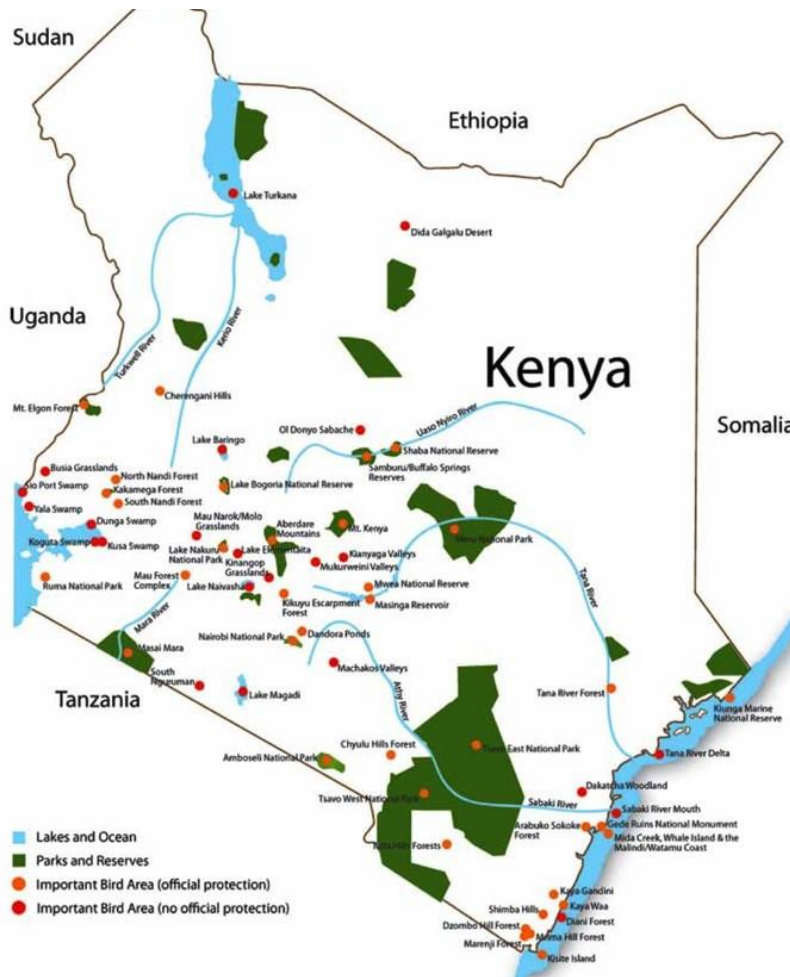 Sudan
Ethiopia
Lake Turkana
Dida Galgalu Desert
Uganda
Turkwell River
Kerio River
Kenya
Mt. Elgon Forest
Cherengani Hills
Somalia
Ol Donyo Sabache
Uaso Nyiro River
Lake Baringo
Shaba National Reserve
Samburu/Buffalo Springs
Reserves
Busia Grasslands
North Nandi Forest
Sio Port Swamp
Kakamega Forest
Lake Bogoria National Reserve
South Nandi Forest
Yala Swamp
Dunga Swamp
Mau Narok/Molo
Grasslands
Aberdare
Mountains
Mt. Kenya
Meru National Park
Koguta Swamp
Kusa Swamp
Lake Nakuru
National Park
Lake Elementaita
Kinangop
Grasslands
Kianyaga Valleys
Mukurweini Valleys
Ruma National Park
Mau Forest
Complex
Lake Naivasha
Mwea National Reserve
Masinga Reservoir
Kikuyu Escarpment
Forest
Tana River
Mara River
Nairobi National Park
Dandora Ponds
Masai Mara
Machakos Valleys
South
Nguruman
Lake Magadi
Athy River
Tanzania
Tana River Forest
Kiunga Marine
National Reserve
Chyulu Hills Forest
Tsavo East National Park
Tana River Delta
Amboseli National Park
Dakatcha Woodland
Tsavo West National Park
Sabaki River
Sabaki River Mouth
Arabuko Sokoke
Forest
Gede Ruins National Monument
Mida Creek, Whale Island & the
Malindi/Watamu Coast
Taita Hills Forests
Lakes and Ocean
Parks and Reserves
Important Bird Area (official protection)
Important Bird Area (no official protection)
Kaya Gandini
Kaya Waa
Shimba Hills
Diani Forest
Dzombo Hill Forest
Mrima Hill Forest
Marenji Forest
Kisite Island